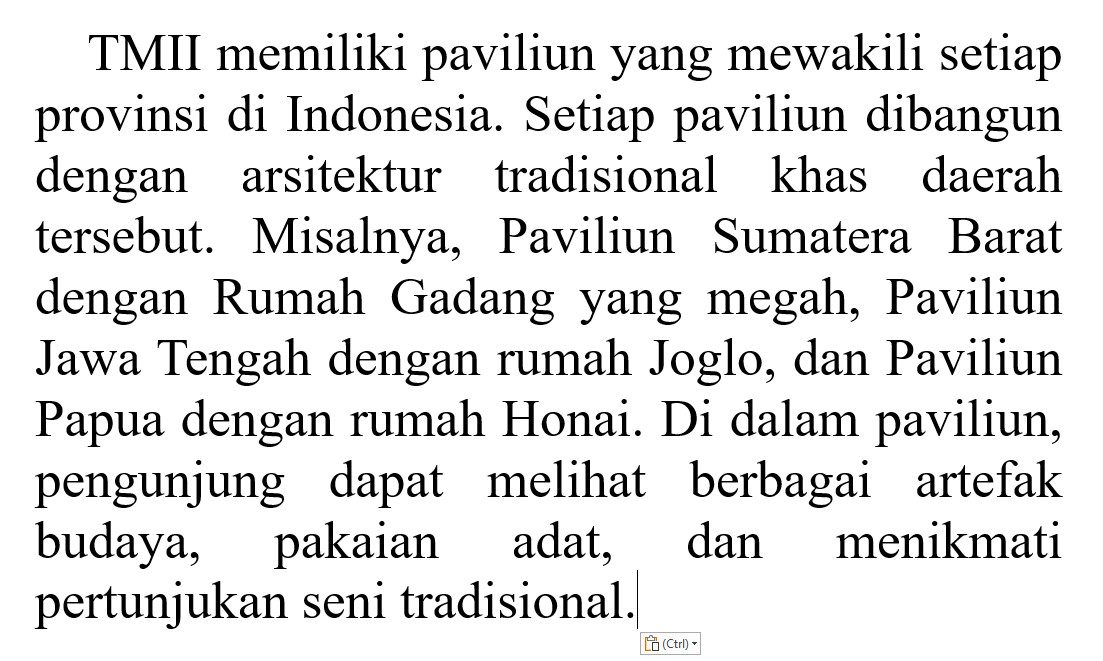 TMII memiliki paviliun yang mewakili setiap
provinsi di Indonesia. Setiap paviliun dibangun
dengan arsitektur tradisional khas daerah
tersebut. Misalnya, Paviliun Sumatera Barat
dengan Rumah Gadang yang megah, Paviliun
Jawa Tengah dengan rumah Joglo, dan Paviliun
Papua dengan rumah Honai. Di dalam paviliun,
pengunjung dapat melihat berbagai artefak
budaya, pakaian adat, dan menikmati
pertunjukan seni tradisional.
(Ctrl)